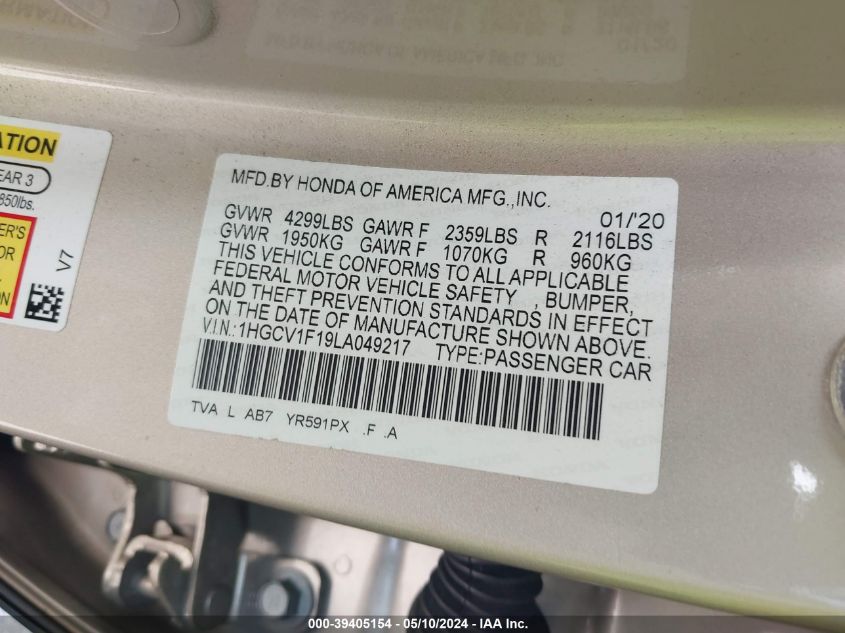 ATION
EAR 3
850lbs.
ER'S
OR
ION
V7
MFD.BY HONDA OF AMERICA MFG.,INC.
01/'20
GVWR 4299LBS GAWR F 2359LBS R 2116LBS
GVWR 1950KG GAWR F 1070KG R 960KG
THIS VEHICLE CONFORMS TO ALL APPLICABLE
FEDERAL MOTOR VEHICLE SAFETY , BUMPER,
AND THEFT PREVENTION STANDARDS IN EFFECT
ON THE DATE OF MANUFACTURE SHOWN ABOVE.
V.I.N.:1HGCV1F19LA049217 TYPE:PASSENGER CAR
TVA L AB7 YR591PX .F .A
000-39405154 - 05/10/2024 - IAA Inc.